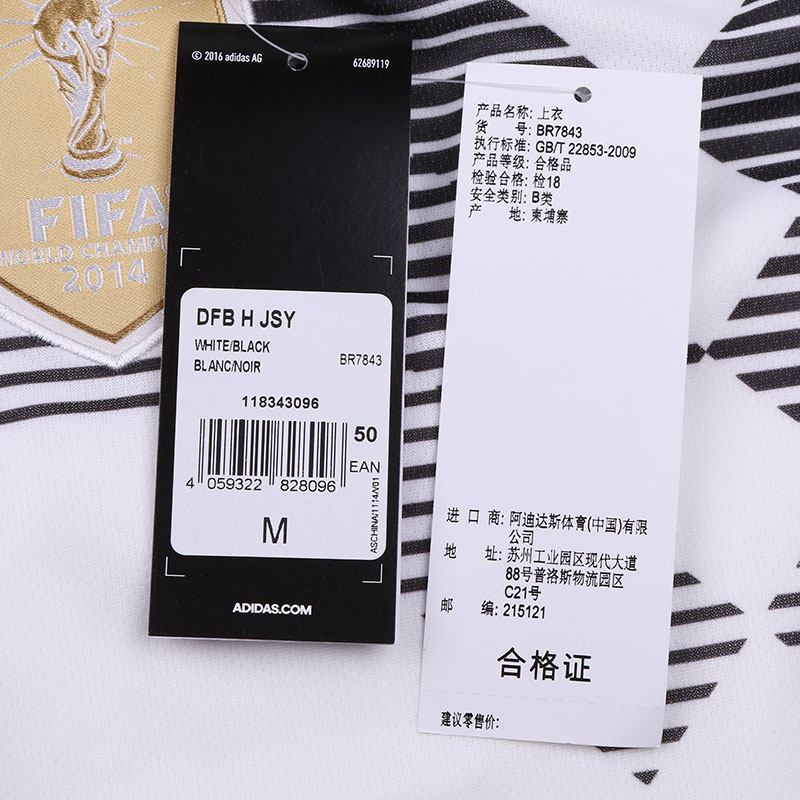 FIFA
WORLD CHAMPI
2014
© 2016 adidas AG
62689119
DFB H JSY
WHITE/BLACK
BLANC/NOIR
BR7843
118343096
50
EAN
4 059322 828096
M
ASCHINA/1114/V01
ADIDAS.COM
产品名称: 上衣
货 号: BR7843
执行标准: GB/T 22853-2009
产品等级: 合格品
检验合格: 检18
安全类别: B类
产 地: 柬埔寨
进 口 商: 阿迪达斯体育(中国)有限
公司
地 址: 苏州工业园区现代大道
88号普洛斯物流园区
C21号
邮 编: 215121
合格证
建议零售价: